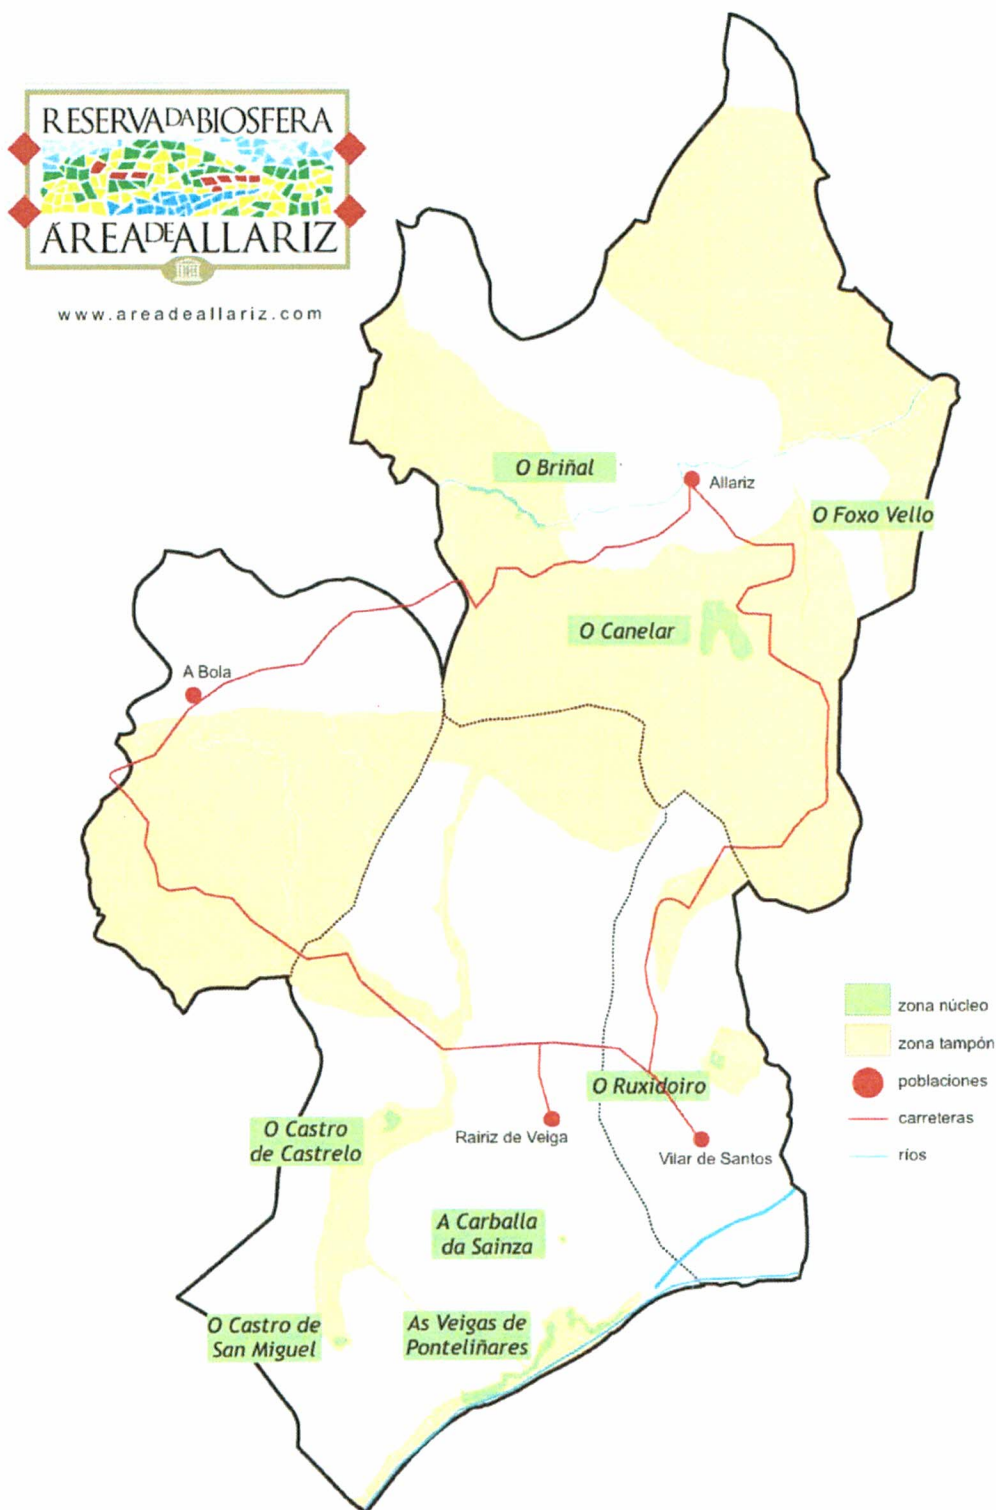 RESERVA DA BIOSFERA
ÁREA DE ALLARIZ
www.areadeallariz.com
O Briñal
Allariz
O Foxo Vello
O Canelar
A Bola
zona núcleo
zona tampón
poblaciones
carreteras
ríos
O Ruxidoiro
O Castro
de Castrelo
Rairiz de Veiga
Vilar de Santos
A Carballa
da Sainza
O Castro de
San Miguel
As Veigas de
Ponteliñares